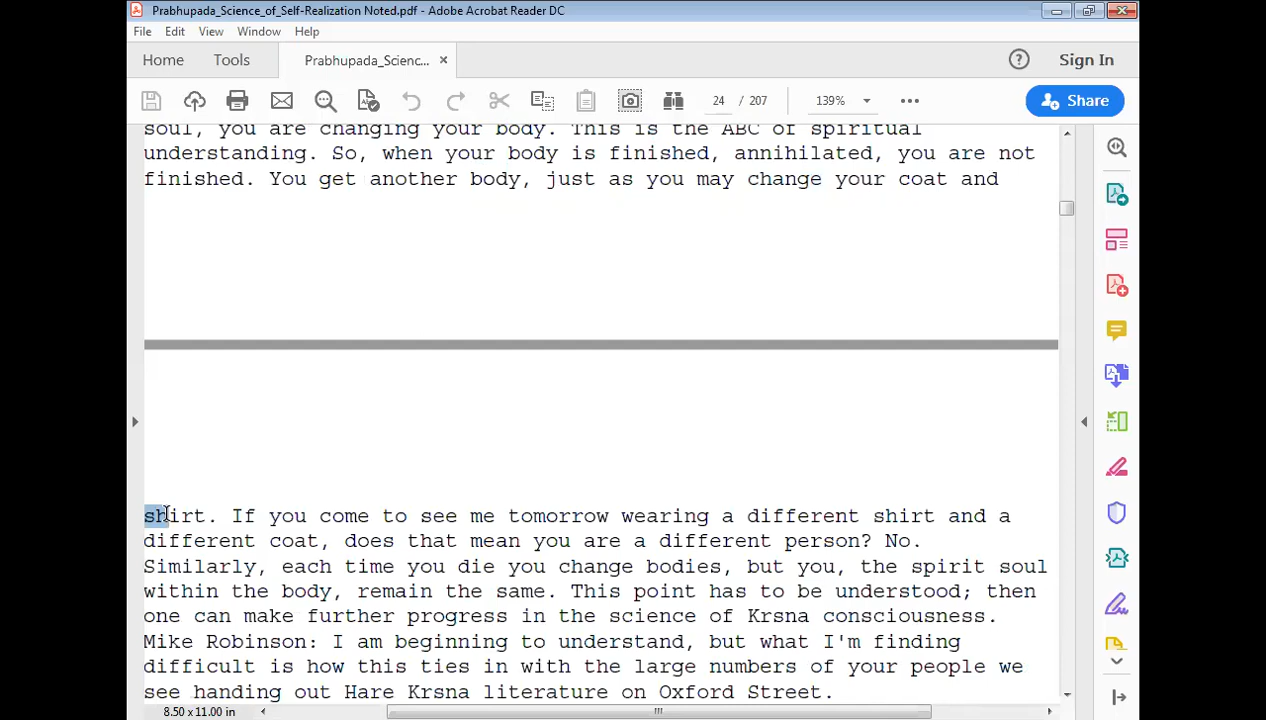 Prabhupada_Science_of_Self-Realization Noted.pdf - Adobe Acrobat Reader DC
File Edit View Window Help
Home Tools Prabhupada_Scienc... × Sign In
24 / 207 139% Share
soul, you are changing your body. This is the ABC of spiritual
understanding. So, when your body is finished, annihilated, you are not
finished. You get another body, just as you may change your coat and
shirt. If you come to see me tomorrow wearing a different shirt and a
different coat, does that mean you are a different person? No.
Similarly, each time you die you change bodies, but you, the spirit soul
within the body, remain the same. This point has to be understood; then
one can make further progress in the science of Krsna consciousness.
Mike Robinson: I am beginning to understand, but what I'm finding
difficult is how this ties in with the large numbers of your people we
see handing out Hare Krsna literature on Oxford Street.
8.50 x 11.00 in